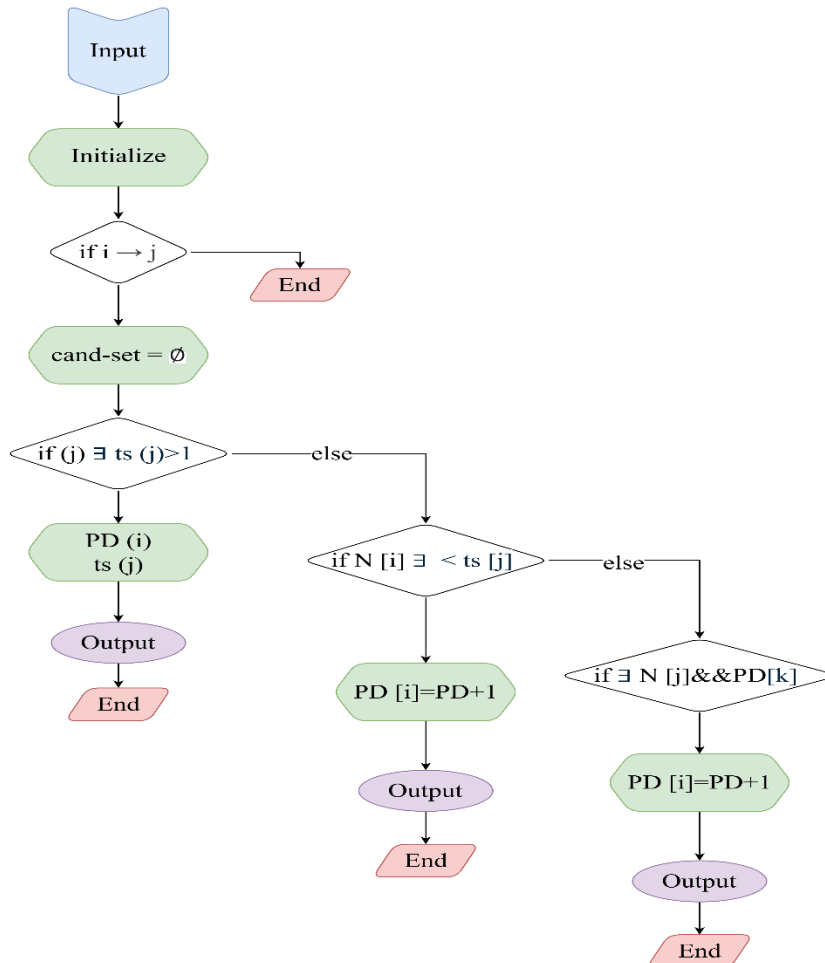 Input
Initialize
if i → j
End
cand-set = ∅
if (j) ∃ ts (j)>1
else
PD (i)
ts (j)
Output
End
if N [i] ∃ < ts [j]
else
PD [i]=PD+1
Output
End
if ∃ N [j]&&PD[k]
PD [i]=PD+1
Output
End